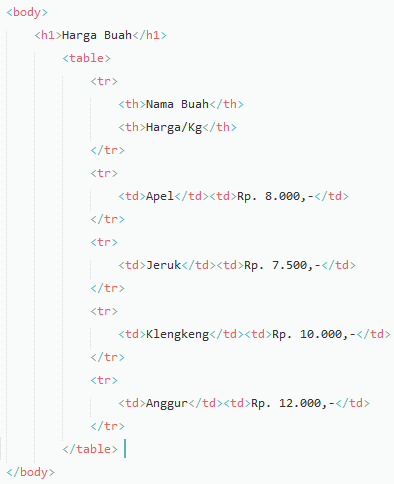 <body>
<h1>Harga Buah</h1>
<table>
<tr>
<th>Nama Buah</th>
<th>Harga/Kg</th>
</tr>
<tr>
<td>Apel</td><td>Rp. 8.000,-</td>
</tr>
<tr>
<td>Jeruk</td><td>Rp. 7.500,-</td>
</tr>
<tr>
<td>Klengkeng</td><td>Rp. 10.000,-</td>
</tr>
<tr>
<td>Anggur</td><td>Rp. 12.000,-</td>
</tr>
</table>
</body>